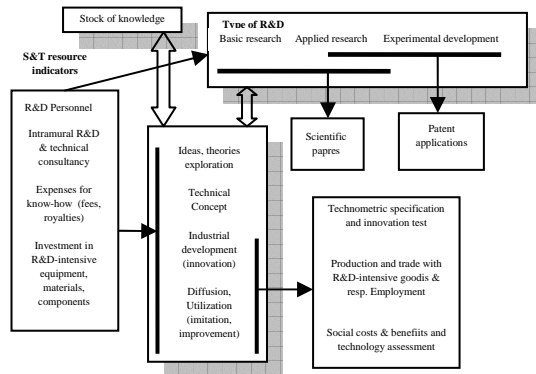 Stock of knowledge
Type of R&D
Basic research Applied research Experimental development
S&T resource
indicators
R&D Personnel
Intramural R&D
& technical
consultancy
Expenses for
know-how (fees,
royalties)
Investment in
R&D-intensive
equipment,
materials,
components
Ideas, theories
exploration
Technical
Concept
Industrial
development
(innovation)
Diffusion,
Utilization
(imitation,
improvement)
Scientific
papres
Patent
applications
Technometric specification
and innovation test
Production and trade with
R&D-intensive goodis &
resp. Employment
Social costs & benefiits and
technology assessment